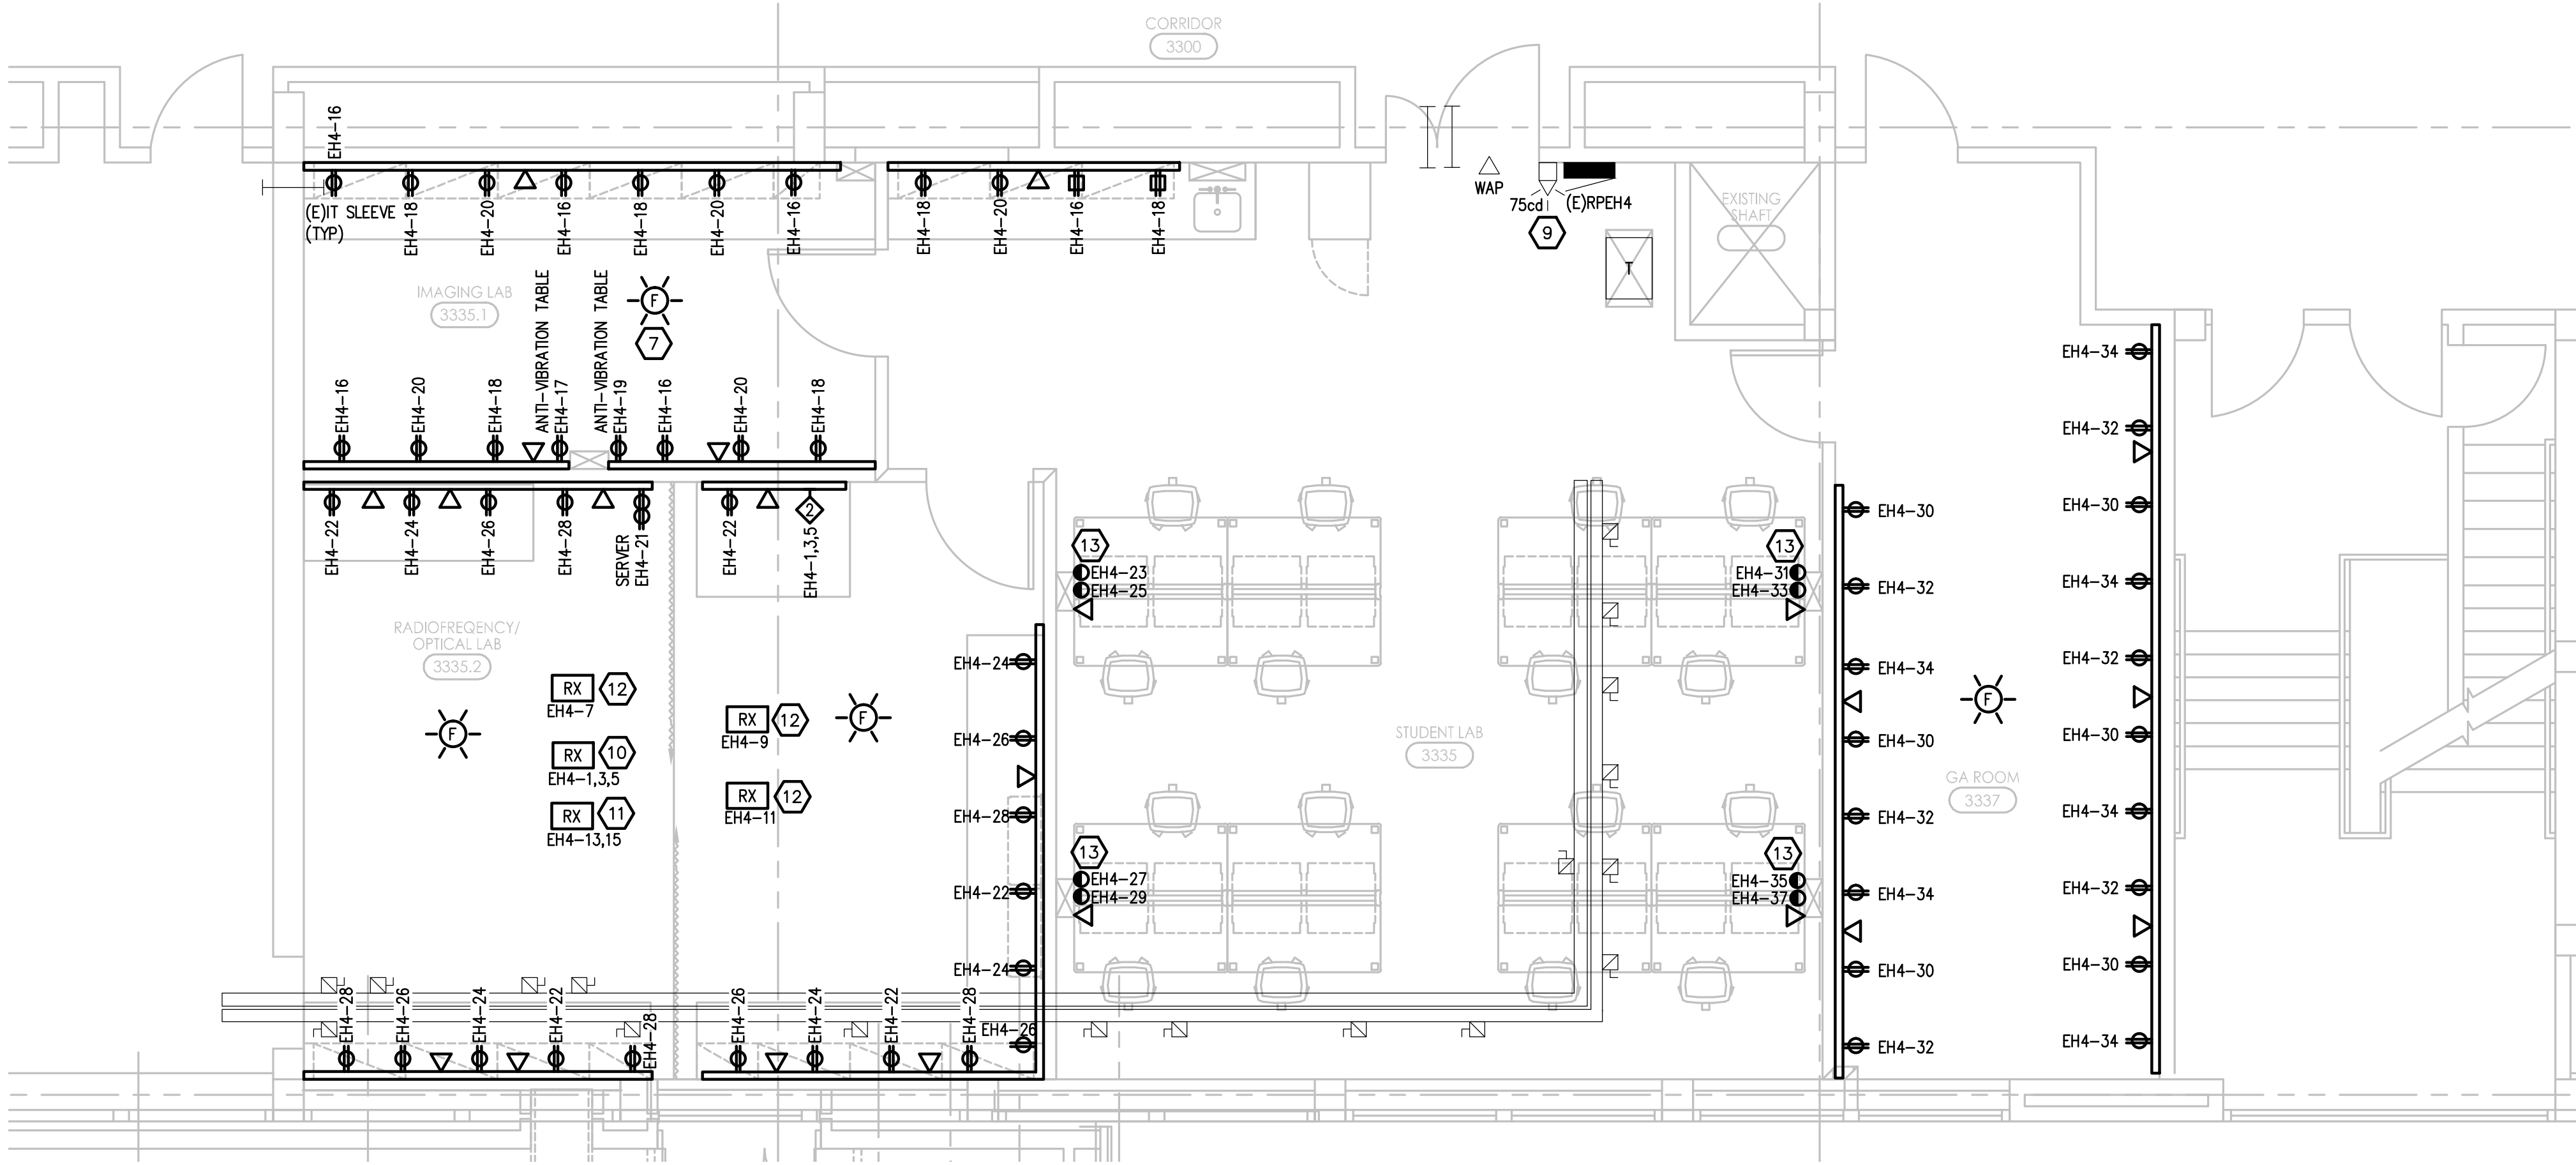 CORRIDOR
3300
EH4-16
(E)IT SLEEVE
(TYP)
EH4-18
EH4-20
EH4-16
EH4-18
EH4-20
EH4-16
EH4-18
EH4-20
EH4-16
EH4-18
WAP
75cd
(E)RPEH4
9
T
EXISTING
SHAFT
IMAGING LAB
3335.1
F
7
EH4-16
EH4-20
EH4-18
ANTI-VIBRATION TABLE
EH4-17
ANTI-VIBRATION TABLE
EH4-19
EH4-16
EH4-20
EH4-18
EH4-22
EH4-24
EH4-26
EH4-28
SERVER
EH4-21
EH4-22
2
EH4-1,3,5
RADIOFREQENCY/
OPTICAL LAB
3335.2
F
RX 12
EH4-7
RX 10
EH4-1,3,5
RX 11
EH4-13,15
RX 12
EH4-9
RX 12
EH4-11
F
EH4-24
EH4-26
EH4-28
EH4-22
EH4-24
EH4-26
EH4-28
EH4-26
EH4-24
EH4-22
EH4-28
EH4-26
EH4-24
EH4-22
EH4-28
13
EH4-23
EH4-25
13
EH4-31
EH4-33
STUDENT LAB
3335
13
EH4-27
EH4-29
13
EH4-35
EH4-37
EH4-30
EH4-32
EH4-34
EH4-30
EH4-32
EH4-34
EH4-30
EH4-32
F
GA ROOM
3337
EH4-34
EH4-32
EH4-30
EH4-34
EH4-32
EH4-30
EH4-34
EH4-32
EH4-30
EH4-34